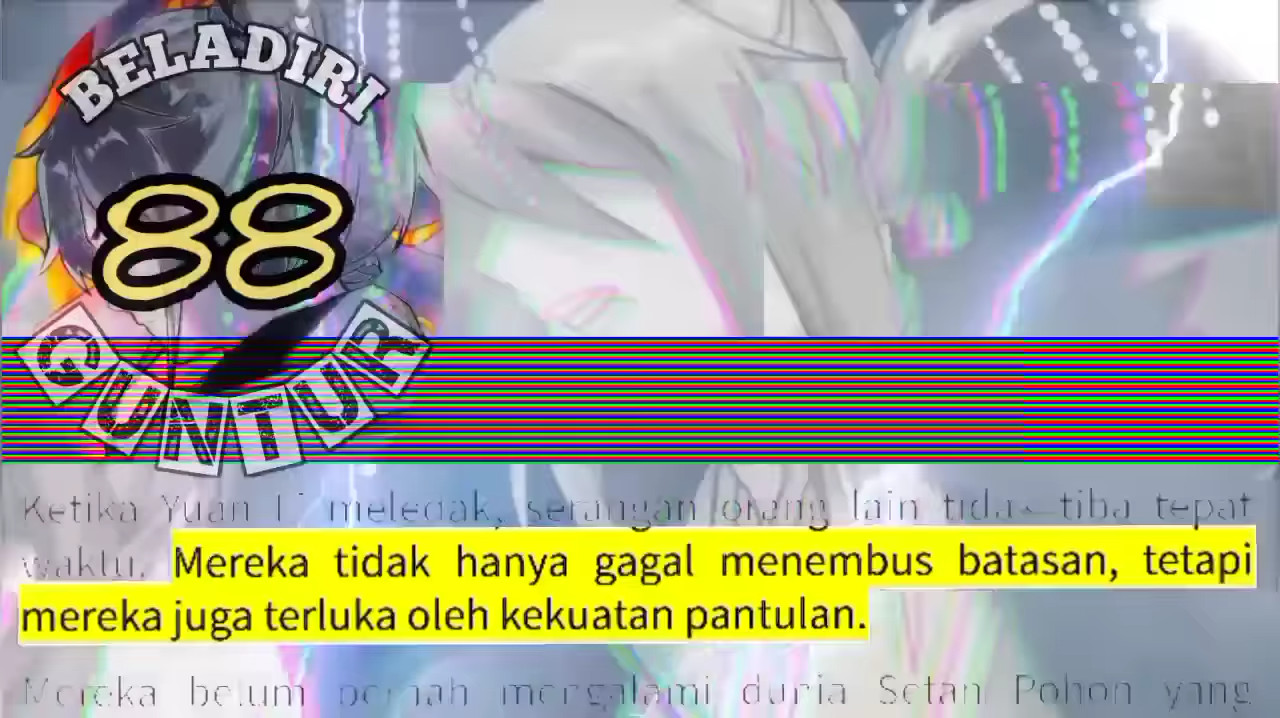 BELADIRI
88
GUNTUR
Ketika Yuan Li meledak, serangan orang lain tidak tiba tepat
waktu. Mereka tidak hanya gagal menembus batasan, tetapi
mereka juga terluka oleh kekuatan pantulan.
Mereka belum pernah mengalami dunia Setan Pohon yang